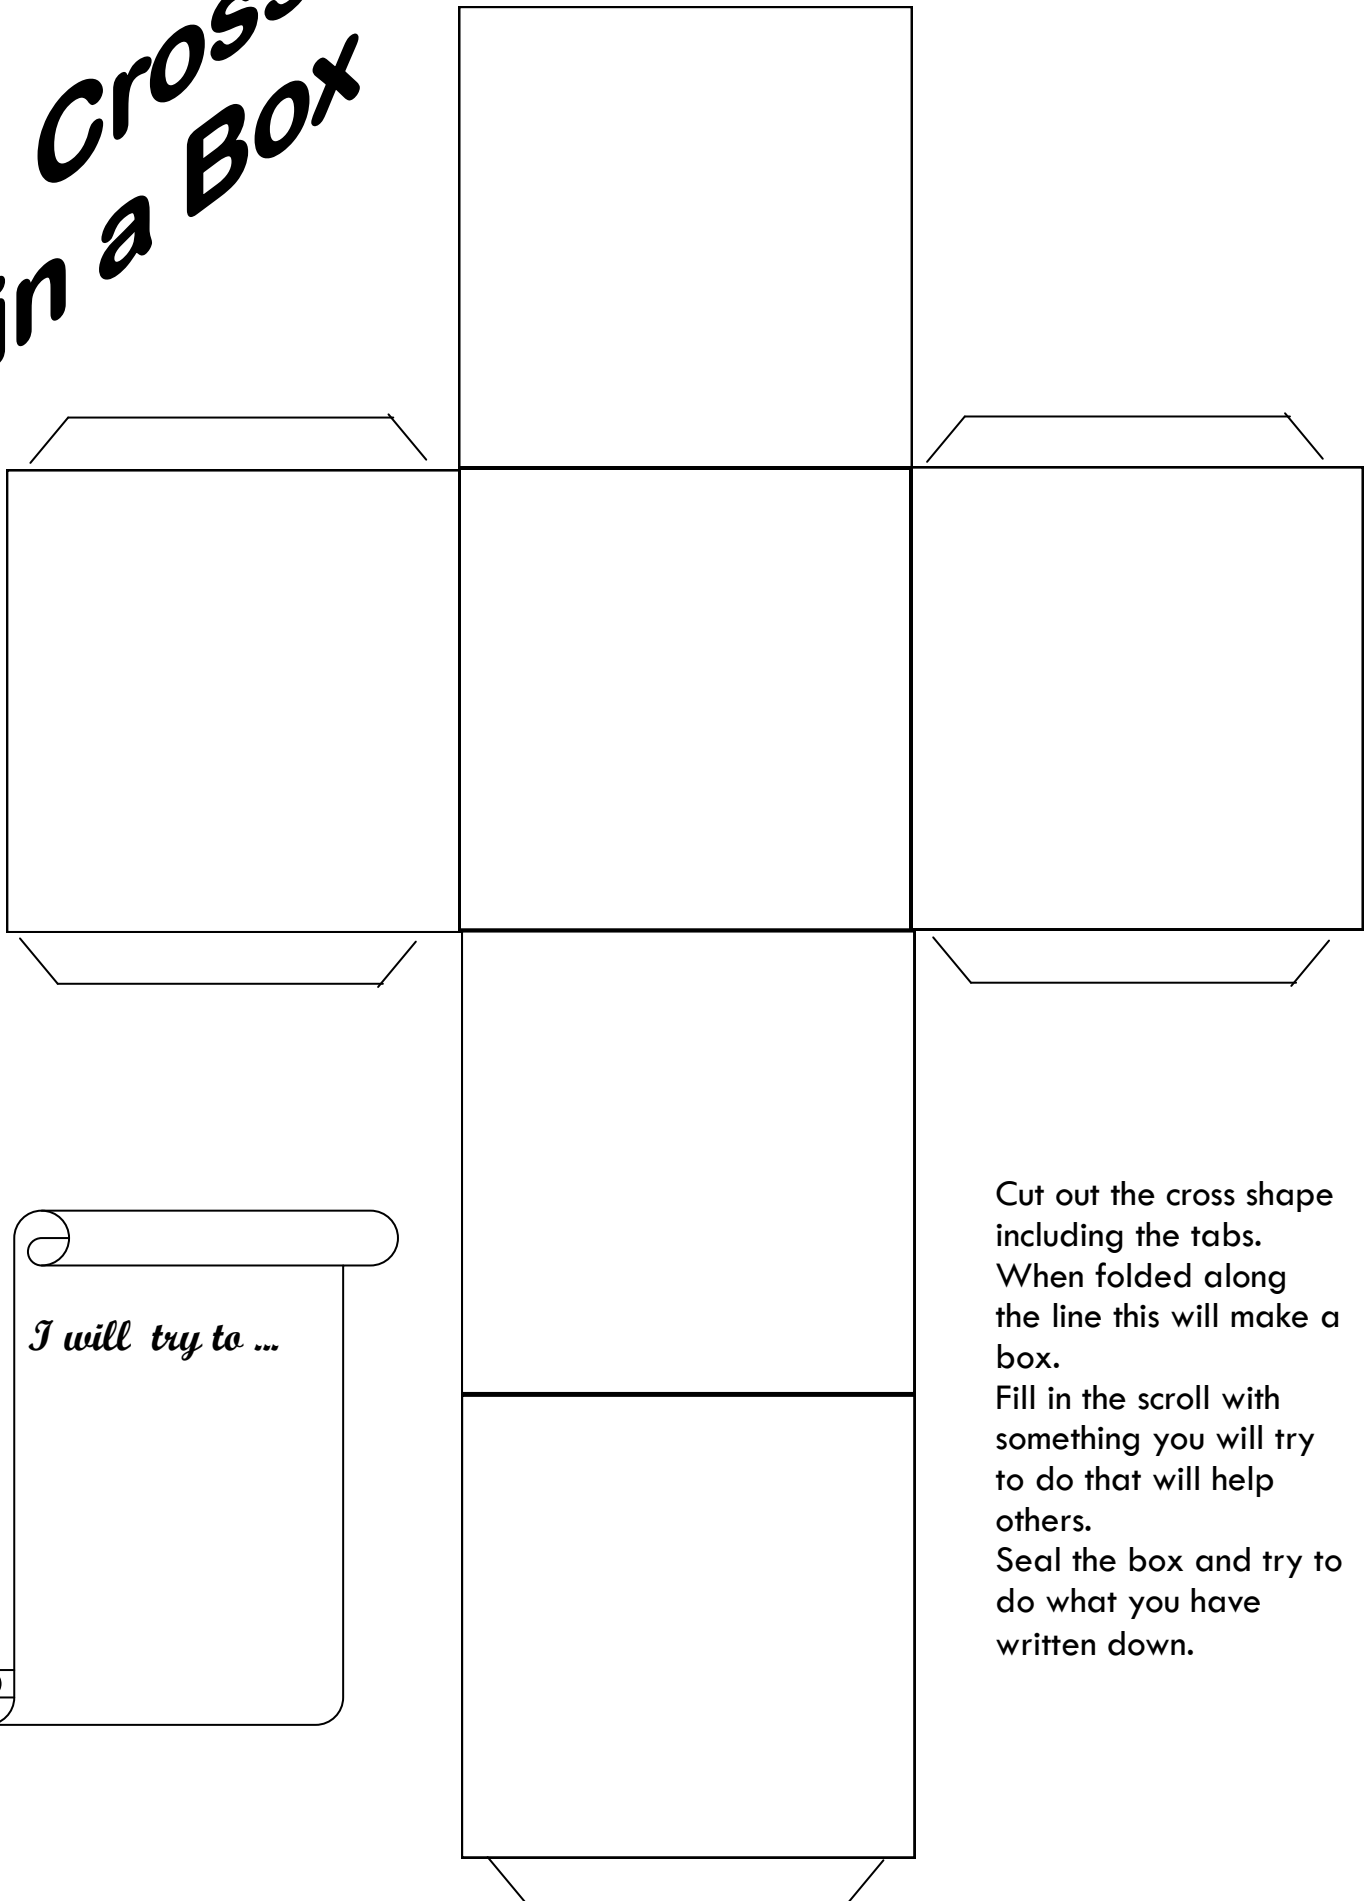 Cross
in a Box
I will try to ...
Cut out the cross shape
including the tabs.
When folded along
the line this will make a
box.
Fill in the scroll with
something you will try
to do that will help
others.
Seal the box and try to
do what you have
written down.